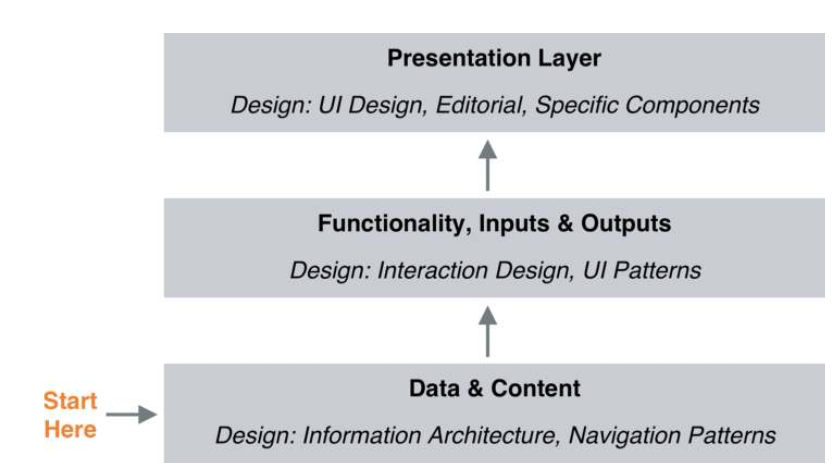 Presentation Layer
Design: UI Design, Editorial, Specific Components
Functionality, Inputs & Outputs
Design: Interaction Design, UI Patterns
Start
Here
Data & Content
Design: Information Architecture, Navigation Patterns